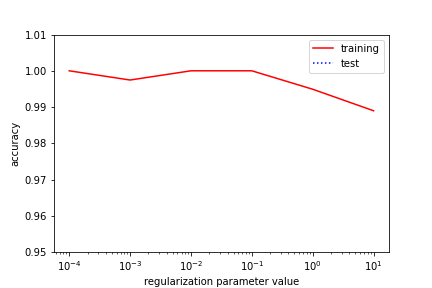 training
test
1.01
1.00
0.99
0.98
0.97
0.96
0.95
accuracy
10⁻⁴ 10⁻³ 10⁻² 10⁻¹ 10⁰ 10¹
regularization parameter value